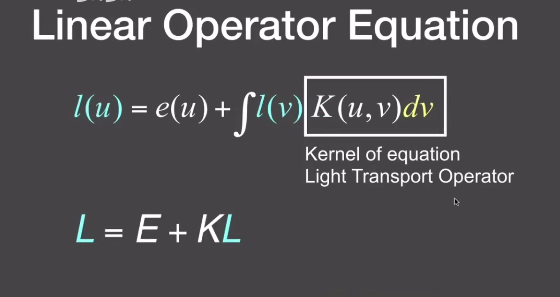 Linear Operator Equation
l(u) = e(u) + ∫ l(v) K(u, v)dv
Kernel of equation
Light Transport Operator
L = E + KL